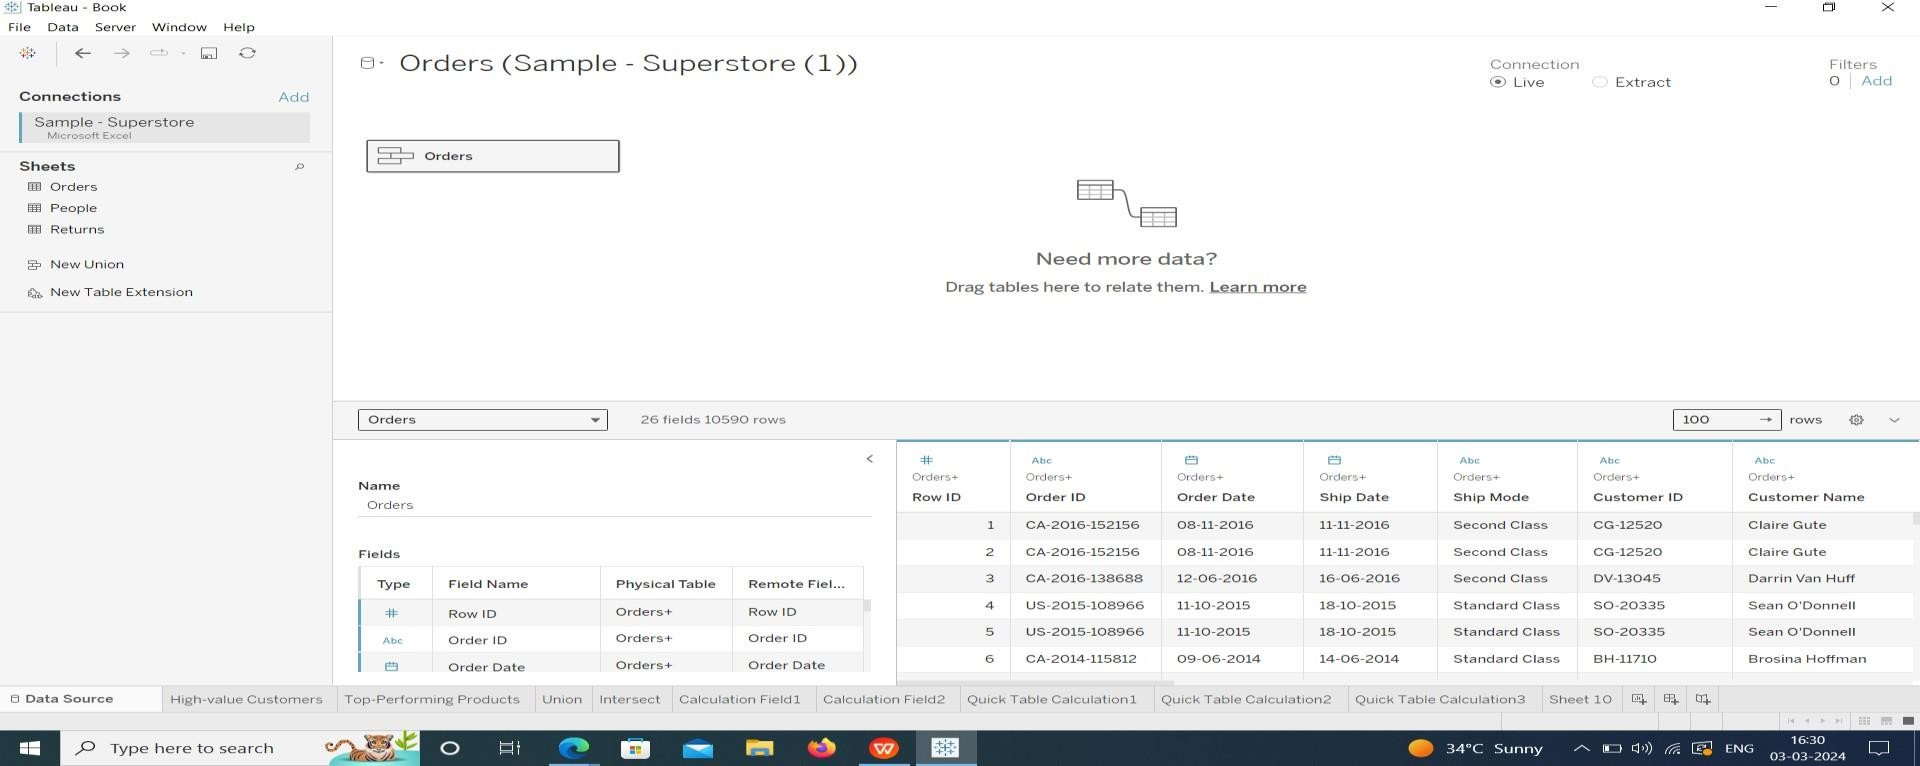 Tableau - Book
File Data Server Window Help
Connections Add
Sample - Superstore
Microsoft Excel
Sheets
Orders
People
Returns
New Union
New Table Extension
Orders (Sample - Superstore (1))
Connection
Live Extract
Filters
0 Add
Orders
Need more data?
Drag tables here to relate them. Learn more
Orders 26 fields 10590 rows 100 rows
Name
Orders
Fields
Type Field Name Physical Table Remote Fiel...
# Row ID Orders+ Row ID
Abc Order ID Orders+ Order ID
Order Date Orders+ Order Date
# Abc Abc Abc Abc
Orders+ Orders+ Orders+ Orders+ Orders+ Orders+ Orders+
Row ID Order ID Order Date Ship Date Ship Mode Customer ID Customer Name
1 CA-2016-152156 08-11-2016 11-11-2016 Second Class CG-12520 Claire Gute
2 CA-2016-152156 08-11-2016 11-11-2016 Second Class CG-12520 Claire Gute
3 CA-2016-138688 12-06-2016 16-06-2016 Second Class DV-13045 Darrin Van Huff
4 US-2015-108966 11-10-2015 18-10-2015 Standard Class SO-20335 Sean O'Donnell
5 US-2015-108966 11-10-2015 18-10-2015 Standard Class SO-20335 Sean O'Donnell
6 CA-2014-115812 09-06-2014 14-06-2014 Standard Class BH-11710 Brosina Hoffman
Data Source High-value Customers Top-Performing Products Union Intersect Calculation Field1 Calculation Field2 Quick Table Calculation1 Quick Table Calculation2 Quick Table Calculation3 Sheet 10
Type here to search 34°C Sunny ENG 16:30
03-03-2024